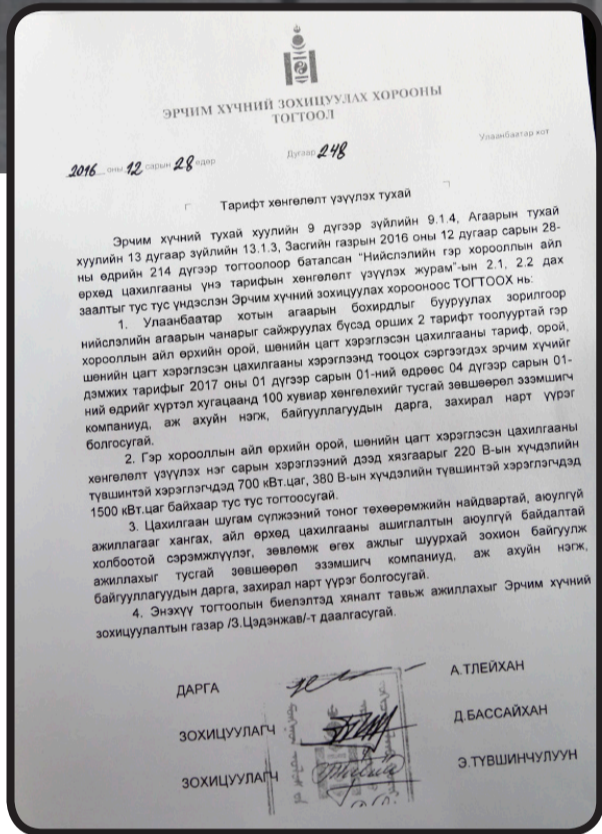 ЭРЧИМ ХҮЧНИЙ ЗОХИЦУУЛАХ ХОРООНЫ
ТОГТООЛ
2016 оны 12 сарын 28 өдөр
Дугаар 248
Улаанбаатар хот
Тарифт хөнгөлөлт үзүүлэх тухай
Эрчим хүчний тухай хуулийн 9 дүгээр зүйлийн 9.1.4, Агаарын тухай
хуулийн 13 дугаар зүйлийн 13.1.3, Засгийн газрын 2016 оны 12 дугаар сарын 28-
ны өдрийн 214 дүгээр тогтоолоор баталсан “Нийслэлийн гэр хорооллын айл
өрхөд цахилгааны үнэ тарифын хөнгөлөлт үзүүлэх журам”-ын 2.1, 2.2 дах
заалтыг тус тус үндэслэн Эрчим хүчний зохицуулах хорооноос ТОГТООХ нь:
1. Улаанбаатар хотын агаарын бохирдлыг бууруулах зорилгоор
нийслэлийн агаарын чанарыг сайжруулах бүсэд орших 2 тарифт тоолууртай гэр
хорооллын айл өрхийн орой, шөнийн цагт хэрэглэсэн цахилгааны тариф, орой,
шөнийн цагт хэрэглэсэн цахилгааны хэрэглээнд тооцох сэргээгдэх эрчим хүчийг
дэмжих тарифыг 2017 оны 01 дүгээр сарын 01-ний өдрөөс 04 дүгээр сарын 01-
ний өдрийг хүртэл хугацаанд 100 хувиар хөнгөлөхийг тусгай зөвшөөрөл эзэмшигч
компаниуд, аж ахуйн нэгж, байгууллагуудын дарга, захирал нарт үүрэг
болгосугай.
2. Гэр хорооллын айл өрхийн орой, шөнийн цагт хэрэглэсэн цахилгааны
хөнгөлөлт үзүүлэх нэг сарын хэрэглээний дээд хязгаарыг 220 В-ын хүчдэлийн
түвшинтэй хэрэглэгчдэд 700 кВт.цаг, 380 В-ын хүчдэлийн түвшинтэй хэрэглэгчдэд
1500 кВт.цаг байхаар тус тус тогтоосугай.
3. Цахилгаан шугам сүлжээний тоног төхөөрөмжийн найдвартай, аюулгүй
ажиллагааг хангах, айл өрхөд цахилгааны ашиглалтын аюулгүй байдалтай
холбоотой сэрэмжлүүлэг, зөвлөмж өгөх ажлыг шуурхай зохион байгуулж
ажиллахыг тусгай зөвшөөрөл эзэмшигч компаниуд, аж ахуйн нэгж,
байгууллагуудын дарга, захирал нарт үүрэг болгосугай.
4. Энэхүү тогтоолын биелэлтэд хяналт тавьж ажиллахыг Эрчим хүчний
зохицуулалтын газар /З.Цэдэнжав/-т даалгасугай.
ДАРГА А.ТЛЕЙХАН
ЗОХИЦУУЛАГЧ Д.БАССАЙХАН
ЗОХИЦУУЛАГЧ Э.ТҮВШИНЧУЛУУН